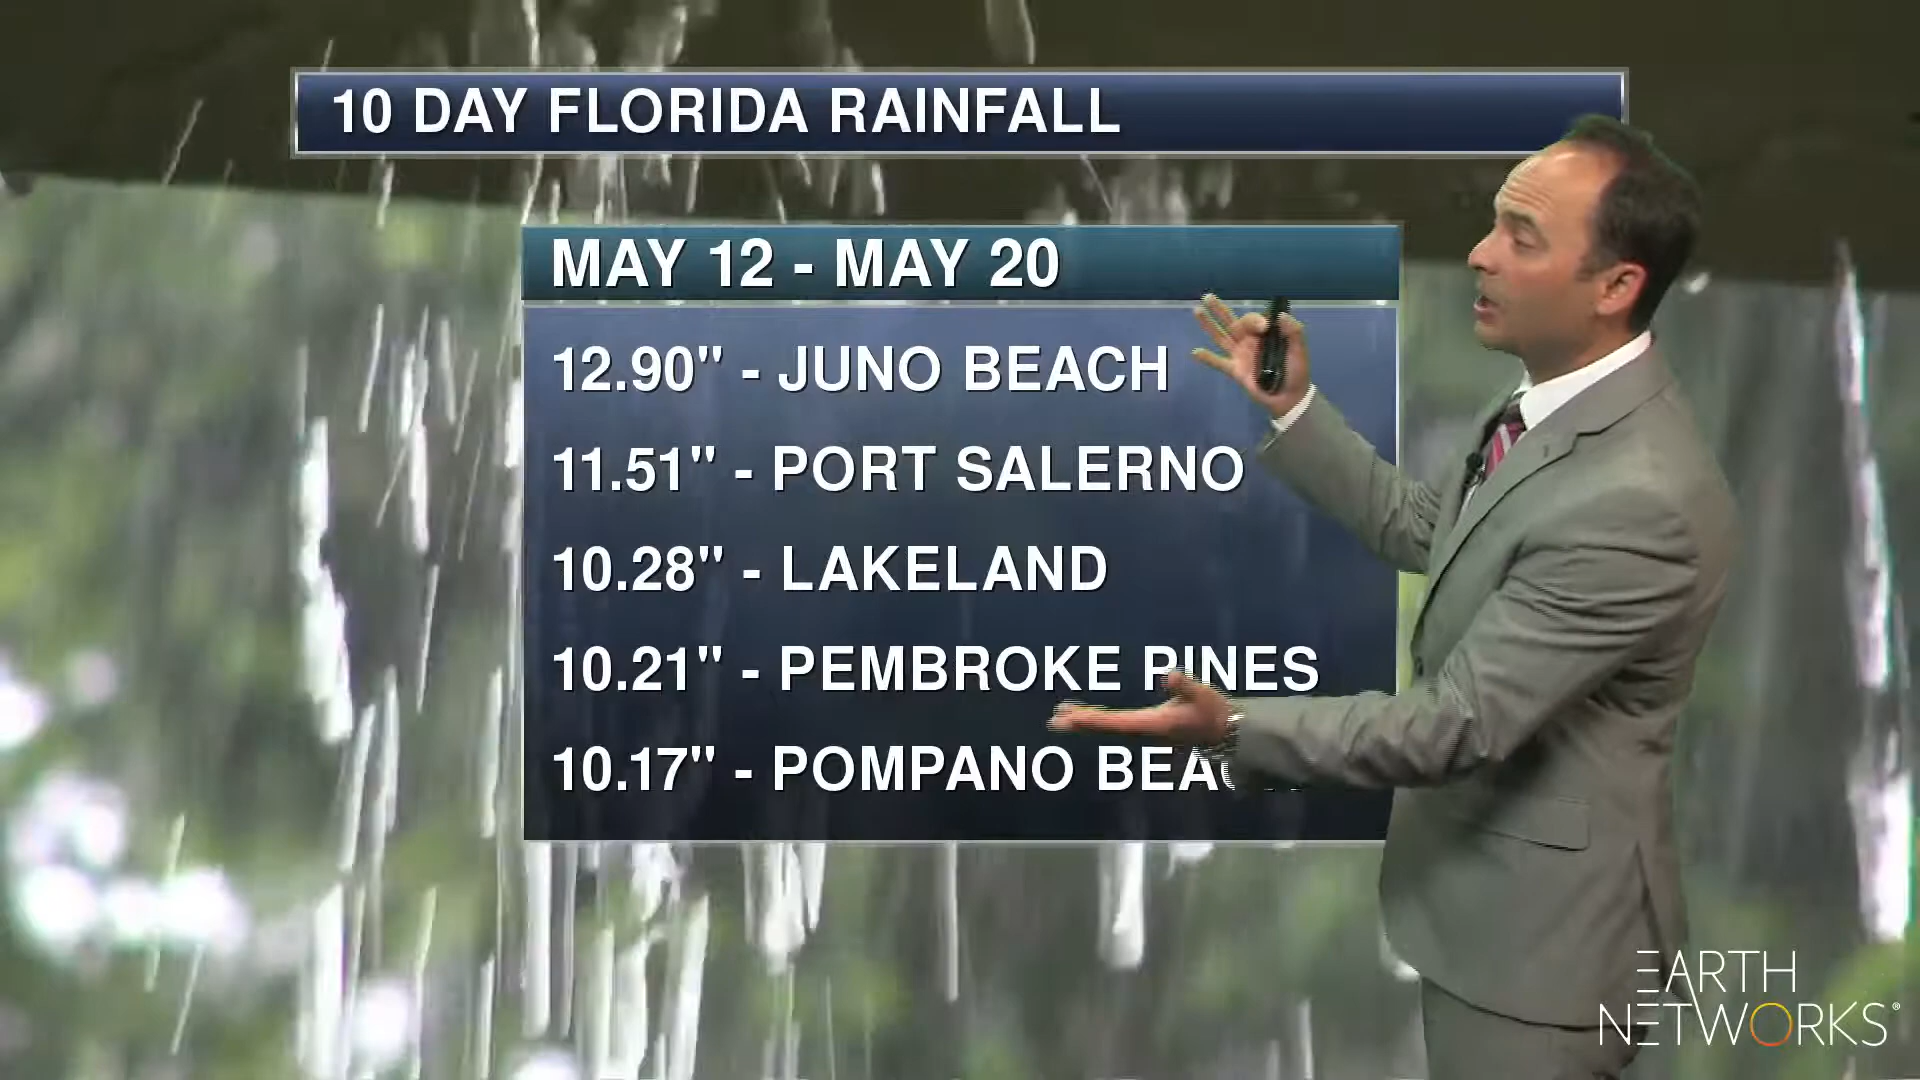 10 DAY FLORIDA RAINFALL
MAY 12 - MAY 20
12.90" - JUNO BEACH
11.51" - PORT SALERNO
10.28" - LAKELAND
10.21" - PEMBROKE PINES
10.17" - POMPANO
EARTH
NETWORKS®